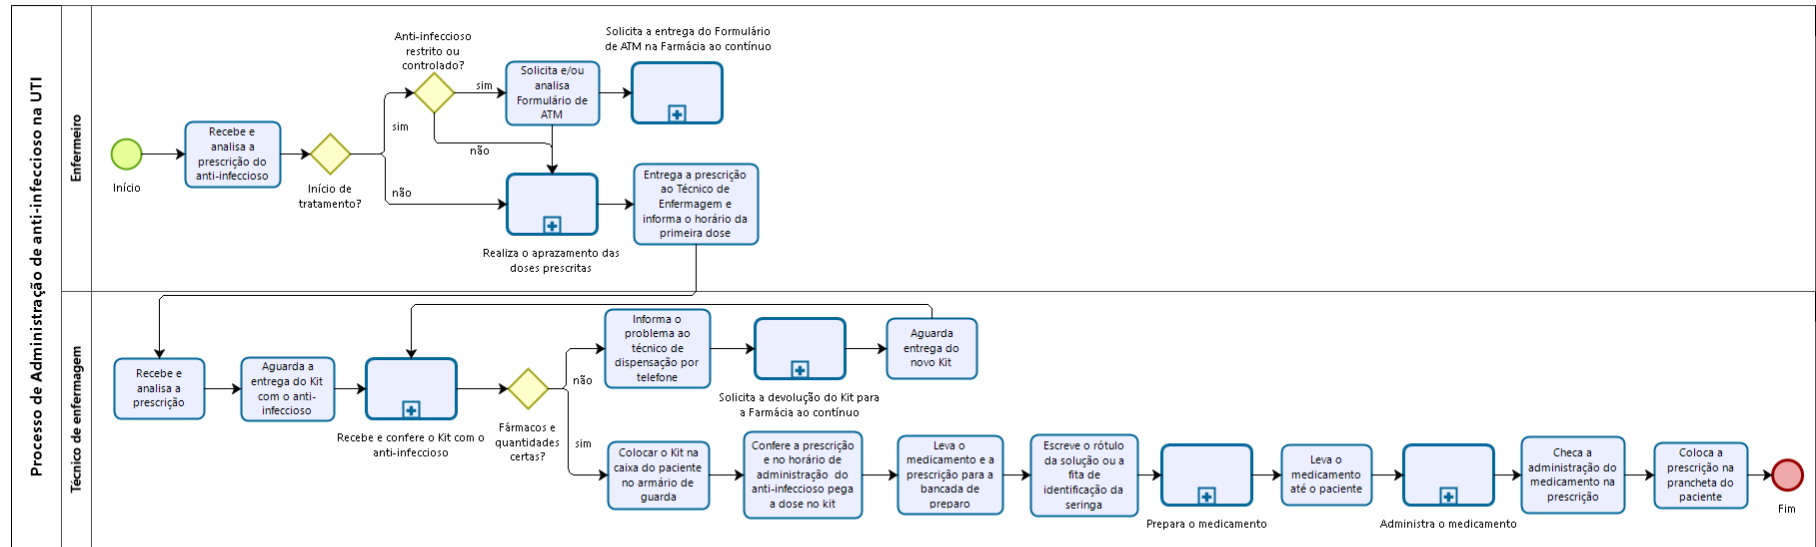 Processo de Administração de anti-infeccioso na UTI
Enfermeiro
Início
Recebe e
analisa a
prescrição do
anti-infeccioso
Início de
tratamento?
sim
não
Anti-infeccioso
restrito ou
controlado?
sim
não
Solicita e/ou
analisa
Formulário de
ATM
Solicita a entrega do Formulário
de ATM na Farmácia ao contínuo
Realiza o aprazamento das
doses prescritas
Entrega a prescrição
ao Técnico de
Enfermagem e
informa o horário da
primeira dose
Técnico de enfermagem
Recebe e
analisa a
prescrição
Aguarda a
entrega do Kit
com o anti-
infeccioso
Recebe e confere o Kit com o
anti-infeccioso
Fármacos e
quantidades
certas?
não
sim
Informa o
problema ao
técnico de
dispensação por
telefone
Solicita a devolução do Kit para
a Farmácia ao contínuo
Aguarda
entrega do
novo Kit
Colocar o Kit na
caixa do paciente
no armário de
guarda
Confere a prescrição
e no horário de
administração do
anti-infeccioso pega
a dose no kit
Leva o
medicamento e a
prescrição para a
bancada de
preparo
Escreve o rótulo
da solução ou a
fita de
identificação da
seringa
Prepara o medicamento
Leva o
medicamento
até o paciente
Administra o medicamento
Checa a
administração do
medicamento na
prescrição
Coloca a
prescrição na
prancheta do
paciente
Fim